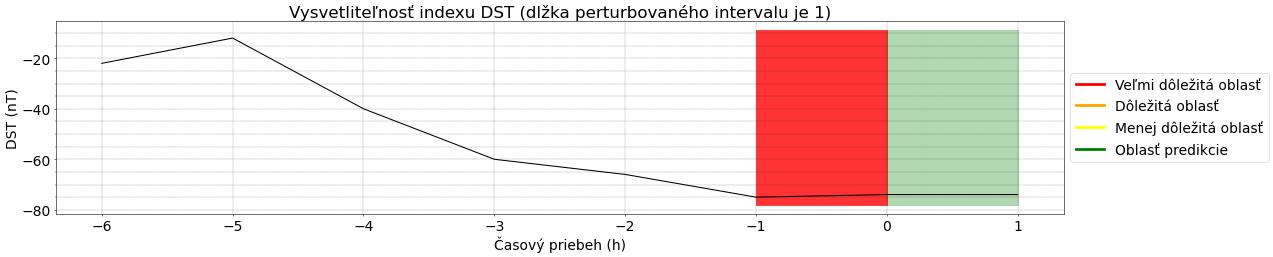 Vysvetliteľnosť indexu DST (dĺžka perturbovaného intervalu je 1)
DST (nT)
−20
−40
−60
−80
−6 −5 −4 −3 −2 −1 0 1
Časový priebeh (h)
Veľmi dôležitá oblasť
Dôležitá oblasť
Menej dôležitá oblasť
Oblasť predikcie